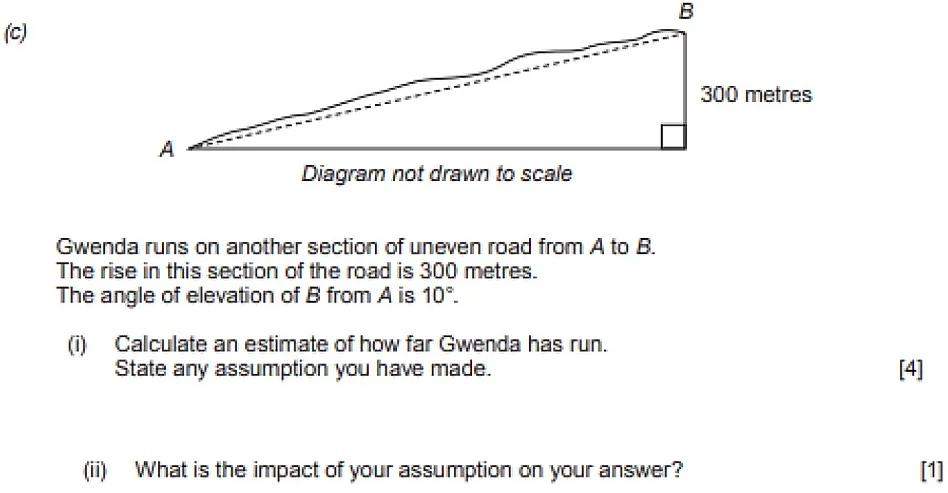 B
(c)
300 metres
A
Diagram not drawn to scale
Gwenda runs on another section of uneven road from A to B.
The rise in this section of the road is 300 metres.
The angle of elevation of B from A is 10°.
(i) Calculate an estimate of how far Gwenda has run.
State any assumption you have made. [4]
(ii) What is the impact of your assumption on your answer? [1]